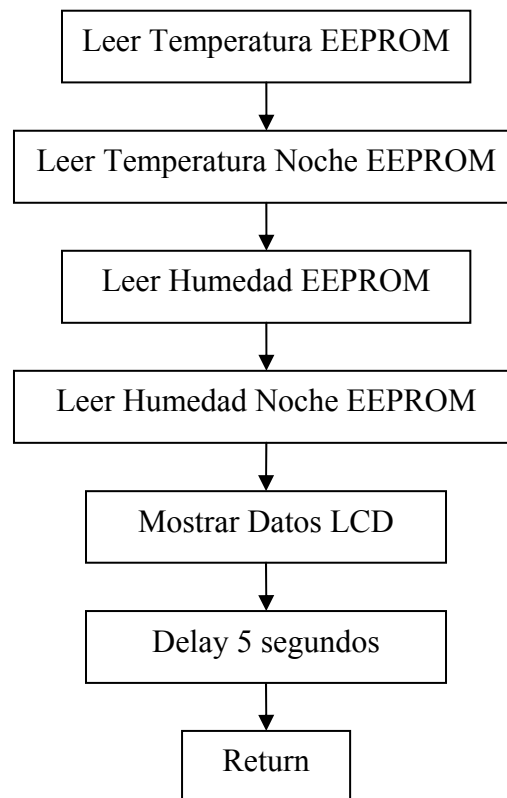 Leer Temperatura EEPROM
Leer Temperatura Noche EEPROM
Leer Humedad EEPROM
Leer Humedad Noche EEPROM
Mostrar Datos LCD
Delay 5 segundos
Return